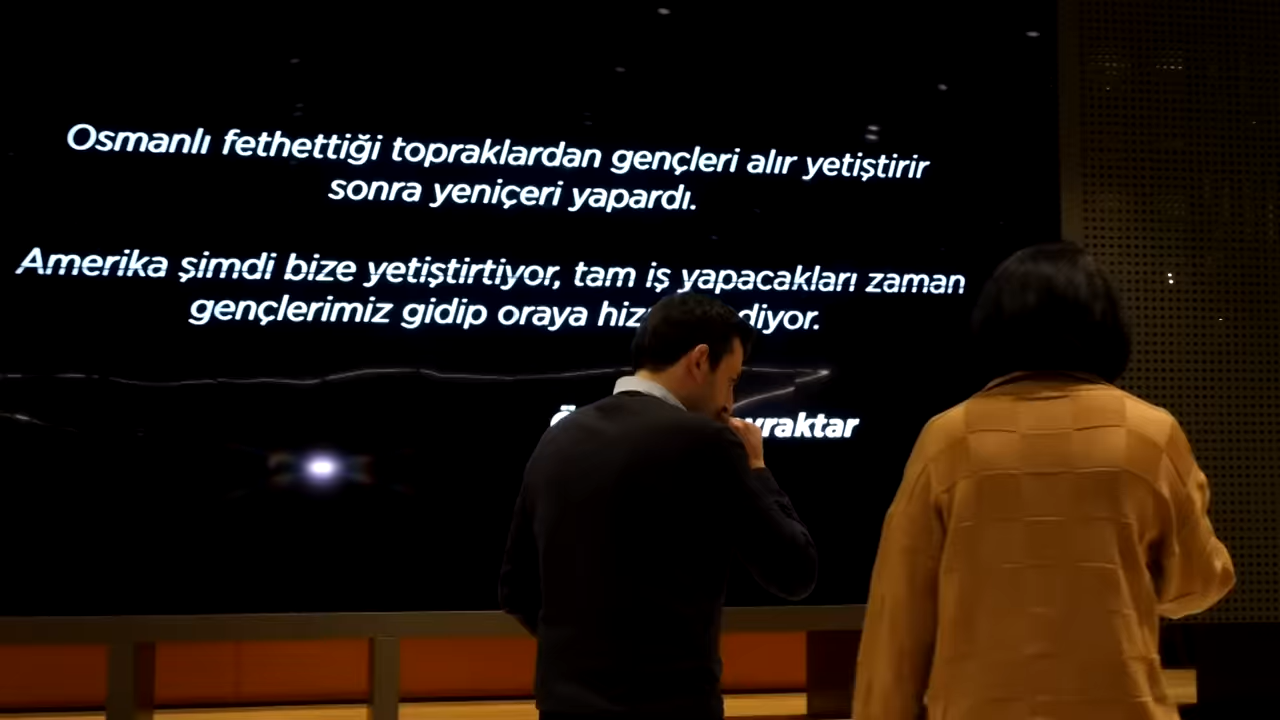 Osmanlı fethettiği topraklardan gençleri alır yetiştirir
sonra yeniçeri yapardı.
Amerika şimdi bize yetiştirtiyor, tam iş yapacakları zaman
gençlerimiz gidip oraya